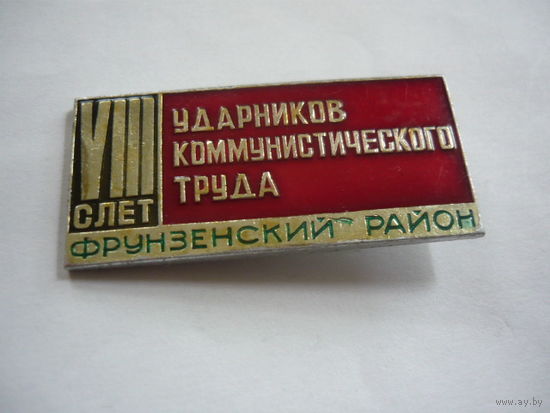 VIII
СЛЕТ
УДАРНИКОВ
КОММУНИСТИЧЕСКОГО
ТРУДА
ФРУНЗЕНСКИЙ РАЙОН
© www.ay.by